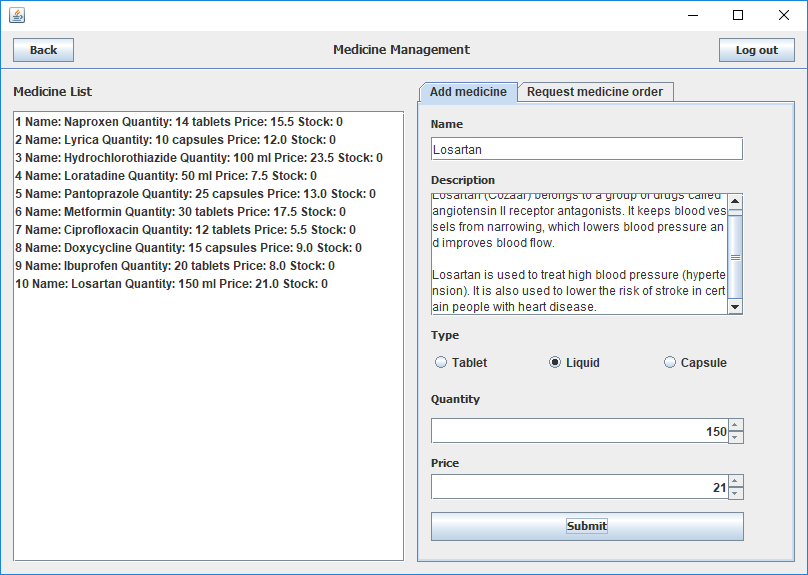 Back
Medicine Management
Log out
Medicine List
1 Name: Naproxen Quantity: 14 tablets Price: 15.5 Stock: 0
2 Name: Lyrica Quantity: 10 capsules Price: 12.0 Stock: 0
3 Name: Hydrochlorothiazide Quantity: 100 ml Price: 23.5 Stock: 0
4 Name: Loratadine Quantity: 50 ml Price: 7.5 Stock: 0
5 Name: Pantoprazole Quantity: 25 capsules Price: 13.0 Stock: 0
6 Name: Metformin Quantity: 30 tablets Price: 17.5 Stock: 0
7 Name: Ciprofloxacin Quantity: 12 tablets Price: 5.5 Stock: 0
8 Name: Doxycycline Quantity: 15 capsules Price: 9.0 Stock: 0
9 Name: Ibuprofen Quantity: 20 tablets Price: 8.0 Stock: 0
10 Name: Losartan Quantity: 150 ml Price: 21.0 Stock: 0
Add medicine
Request medicine order
Name
Losartan
Description
Losartan (Cozaar) belongs to a group of drugs called
angiotensin II receptor antagonists. It keeps blood ves
sels from narrowing, which lowers blood pressure an
d improves blood flow.
Losartan is used to treat high blood pressure (hyperte
nsion). It is also used to lower the risk of stroke in cert
ain people with heart disease.
Type
Tablet
Liquid
Capsule
Quantity
150
Price
21
Submit